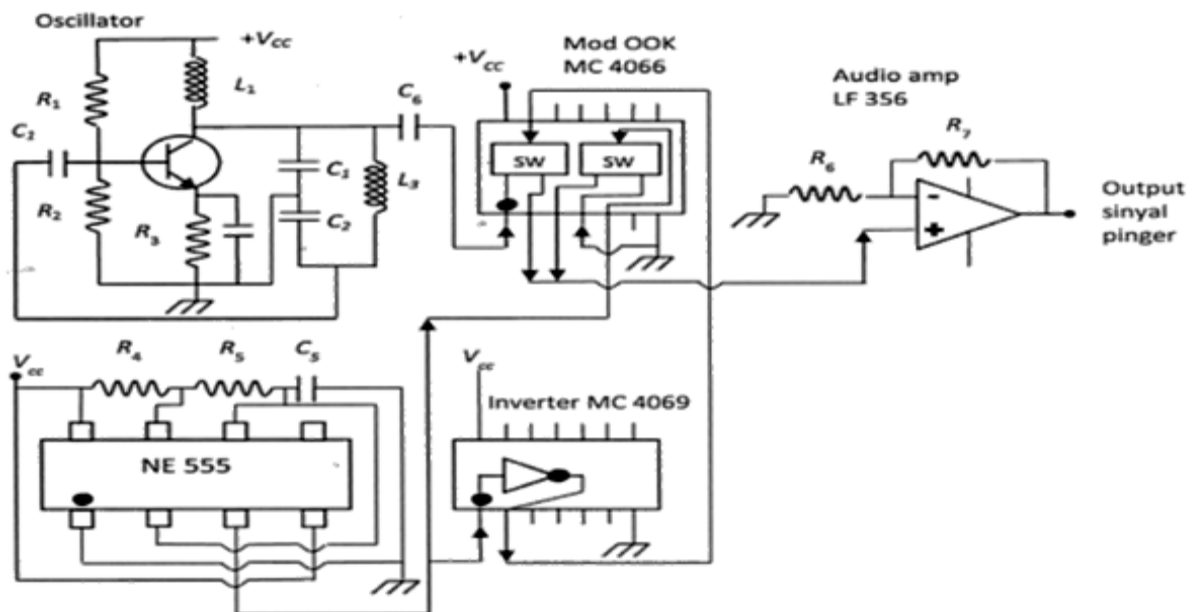 Oscillator
+Vcc
L1
R1
C2
R2
R3
C1
C2
L3
C6
+Vcc
Mod OOK
MC 4066
SW
SW
Audio amp
LF 356
R7
R6
-
+
Output
sinyal
pinger
Vcc
R4
R5
C5
NE 555
Vcc
Inverter MC 4069